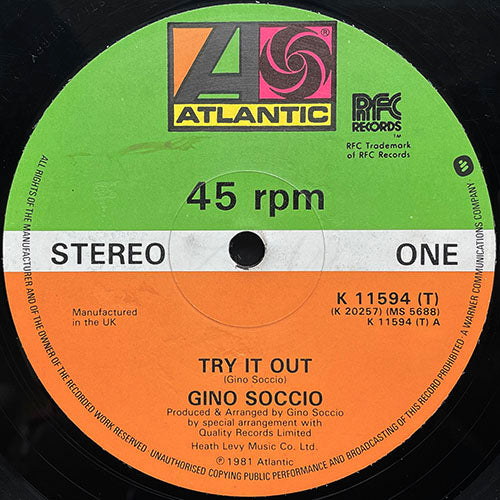 ATLANTIC
®
RFC
RECORDS
TM
RFC Trademark
of RFC Records
45 rpm
STEREO
ONE
K 11594 (T)
(K 20257) (MS 5688)
K 11594 (T) A
Manufactured
in the UK
TRY IT OUT
(Gino Soccio)
GINO SOCCIO
Produced & Arranged by Gino Soccio
by special arrangement with
Quality Records Limited
Heath Levy Music Co. Ltd.
℗ 1981 Atlantic
ALL RIGHTS OF THE MANUFACTURER AND OF THE OWNER OF THE RECORDED WORK RESERVED. UNAUTHORISED COPYING PUBLIC PERFORMANCE AND BROADCASTING OF THIS RECORD PROHIBITED. A WARNER COMMUNICATIONS COMPANY.